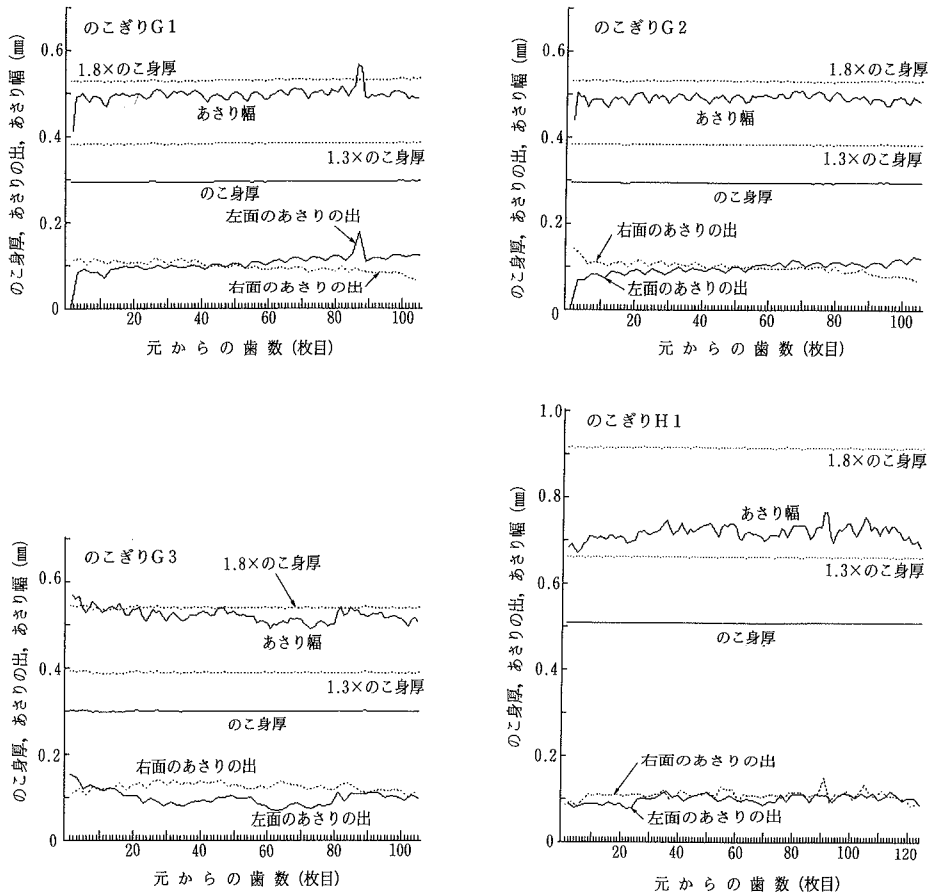 のこぎりG1
のこ身厚, あさりの出, あさり幅 (㎜)
0.6
0.4
0.2
0
1.8×のこ身厚
あさり幅
1.3×のこ身厚
のこ身厚
左面のあさりの出
右面のあさりの出
20 40 60 80 100
元からの歯数(枚目)
のこぎりG2
のこ身厚, あさりの出, あさり幅 (㎜)
0.6
0.4
0.2
0
1.8×のこ身厚
あさり幅
1.3×のこ身厚
のこ身厚
右面のあさりの出
左面のあさりの出
20 40 60 80 100
元からの歯数(枚目)
のこぎりG3
のこ身厚, あさりの出, あさり幅 (㎜)
0.6
0.4
0.2
0
1.8×のこ身厚
あさり幅
1.3×のこ身厚
のこ身厚
右面のあさりの出
左面のあさりの出
20 40 60 80 100
元からの歯数(枚目)
のこぎりH1
のこ身厚, あさりの出, あさり幅 (㎜)
1.0
0.8
0.6
0.4
0.2
0
1.8×のこ身厚
あさり幅
1.3×のこ身厚
のこ身厚
右面のあさりの出
左面のあさりの出
20 40 60 80 100 120
元からの歯数(枚目)